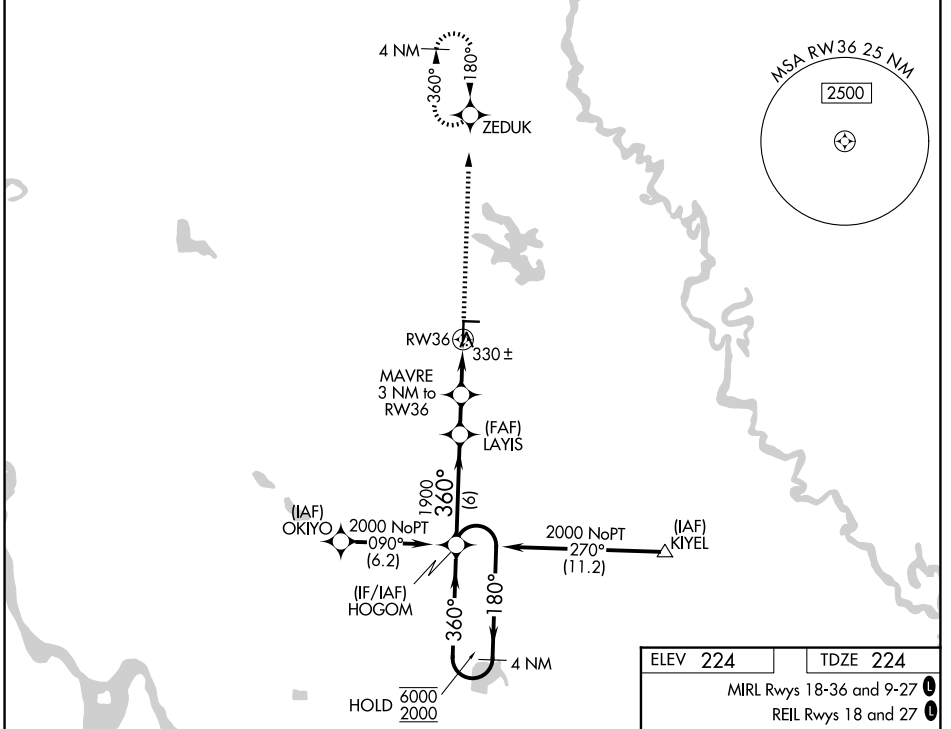 4 NM
360°
180°
ZEDUK
MSA RW36 25 NM
2500
RW36
330±
MAVRE
3 NM to
RW36
(FAF)
LAYIS
1900
360°
(6)
(IAF)
OKIYO
2000 NoPT
090°
(6.2)
2000 NoPT
270°
(11.2)
(IAF)
KIYEL
(IF/IAF)
HOGOM
360°
180°
4 NM
HOLD 6000
2000
ELEV 224
TDZE 224
MIRL Rwys 18-36 and 9-27 L
REIL Rwys 18 and 27 L